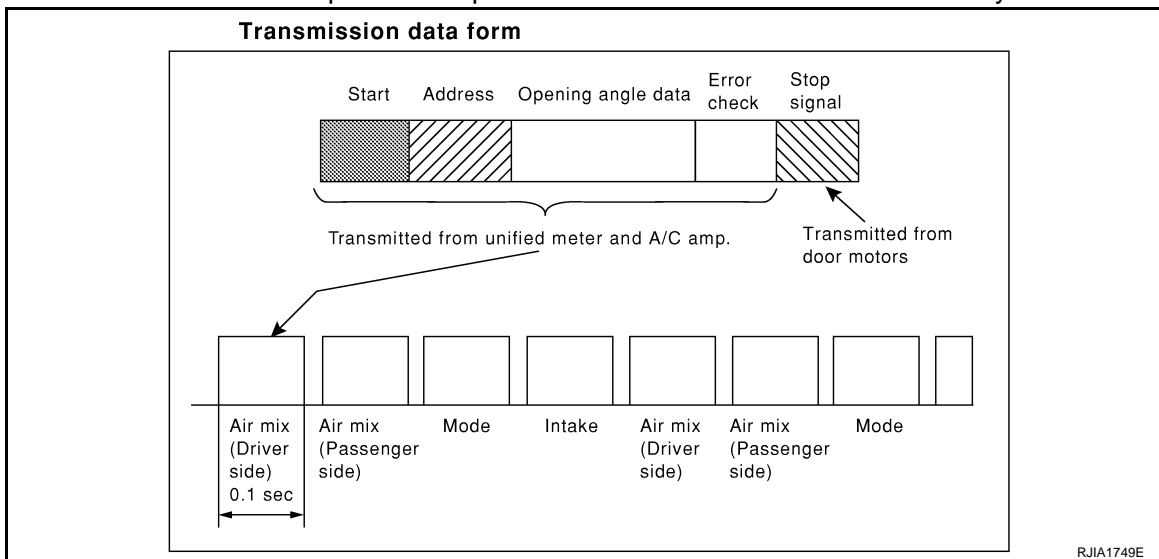 Transmission data form
Start
Address
Opening angle data
Error
check
Stop
signal
Transmitted from unified meter and A/C amp.
Transmitted from
door motors
Air mix
(Driver
side)
0.1 sec
Air mix
(Passenger
side)
Mode
Intake
Air mix
(Driver
side)
Air mix
(Passenger
side)
Mode
RJIA1749E